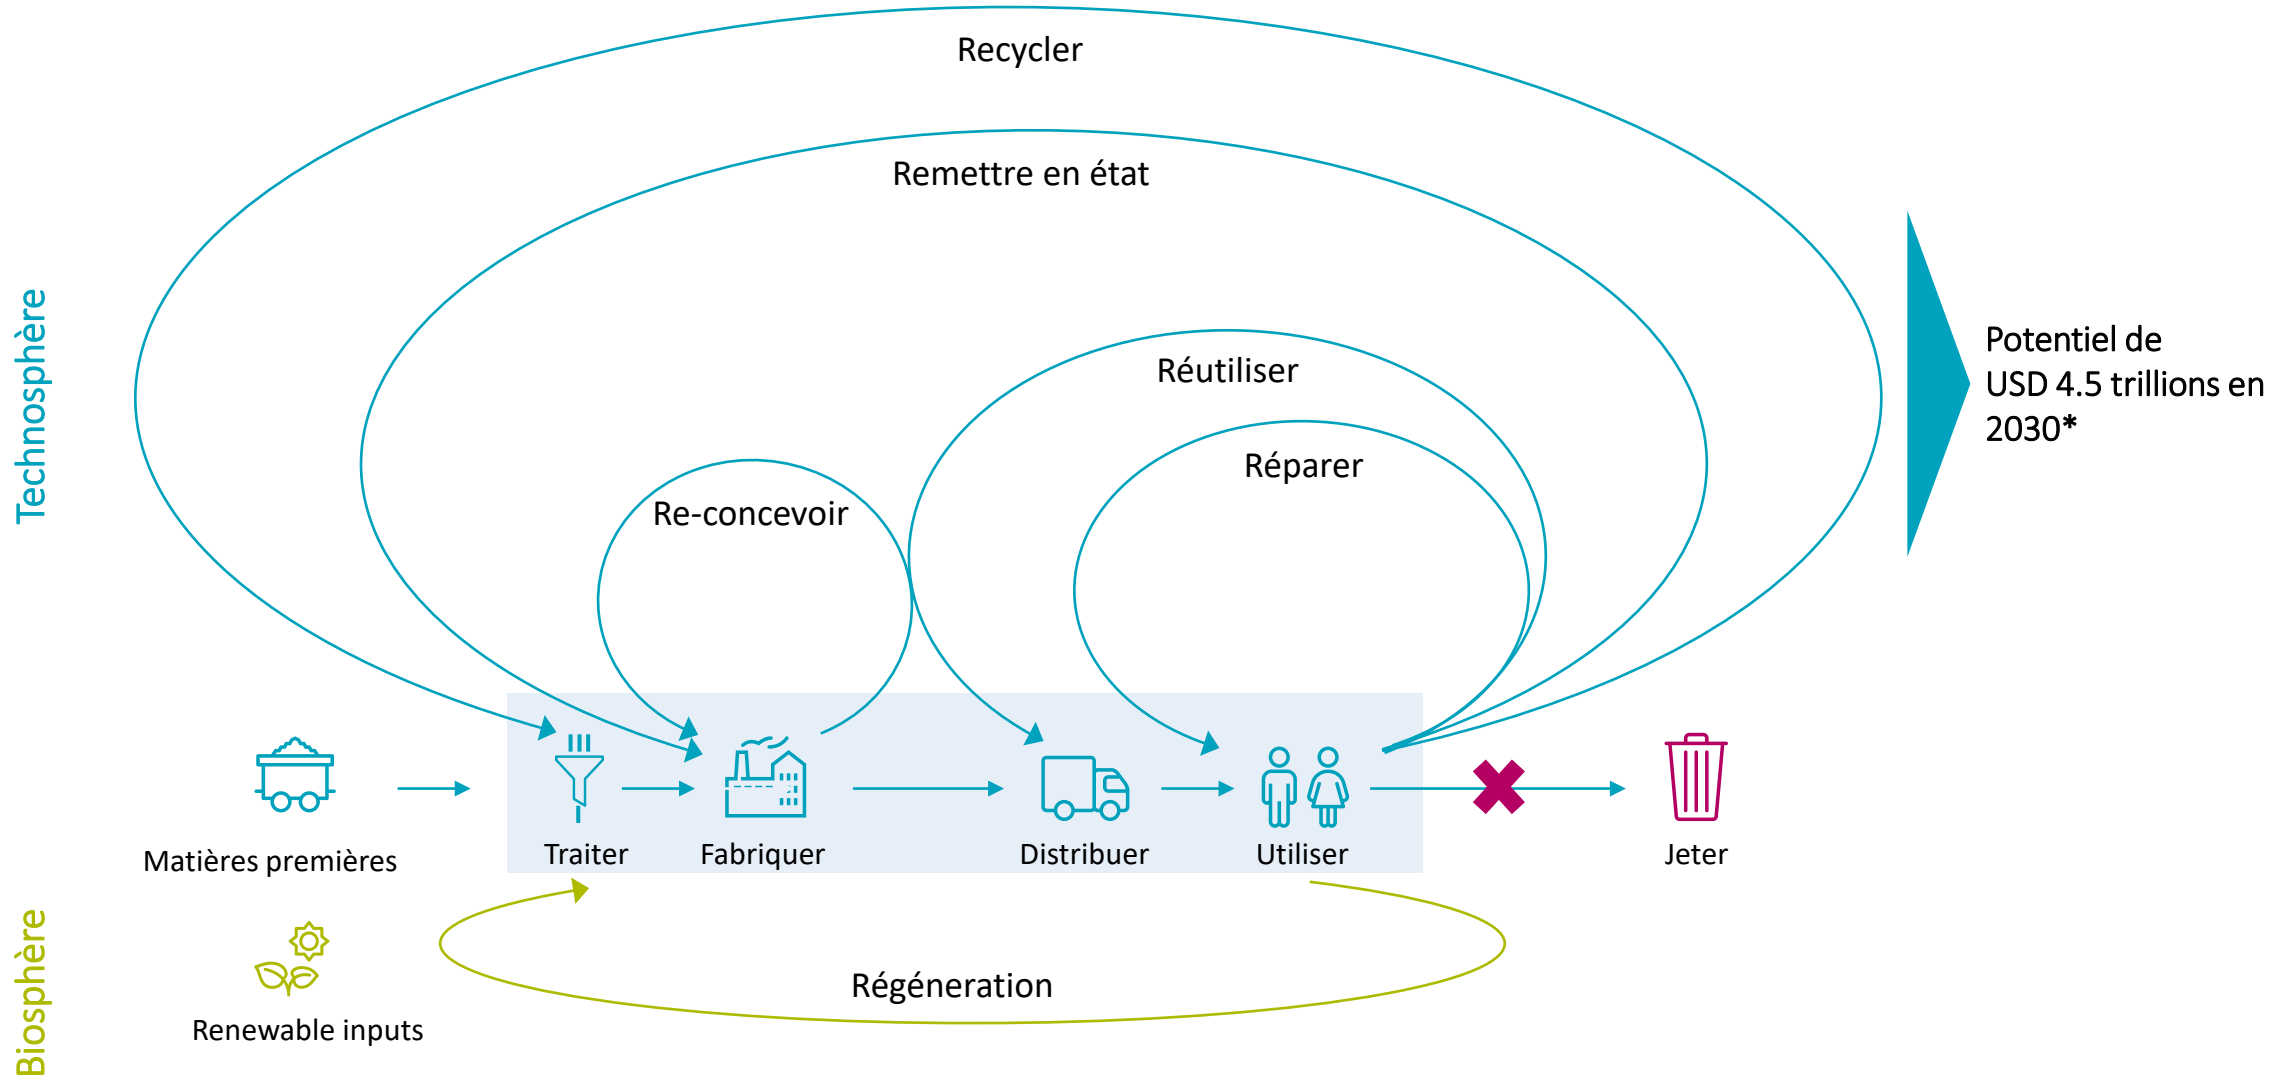 Recycler
Remettre en état
Réutiliser
Réparer
Re-concevoir
Technosphère
Potentiel de
USD 4.5 trillions en
2030*
Matières premières
Traiter
Fabriquer
Distribuer
Utiliser
Jeter
Biosphère
Régéneration
Renewable inputs